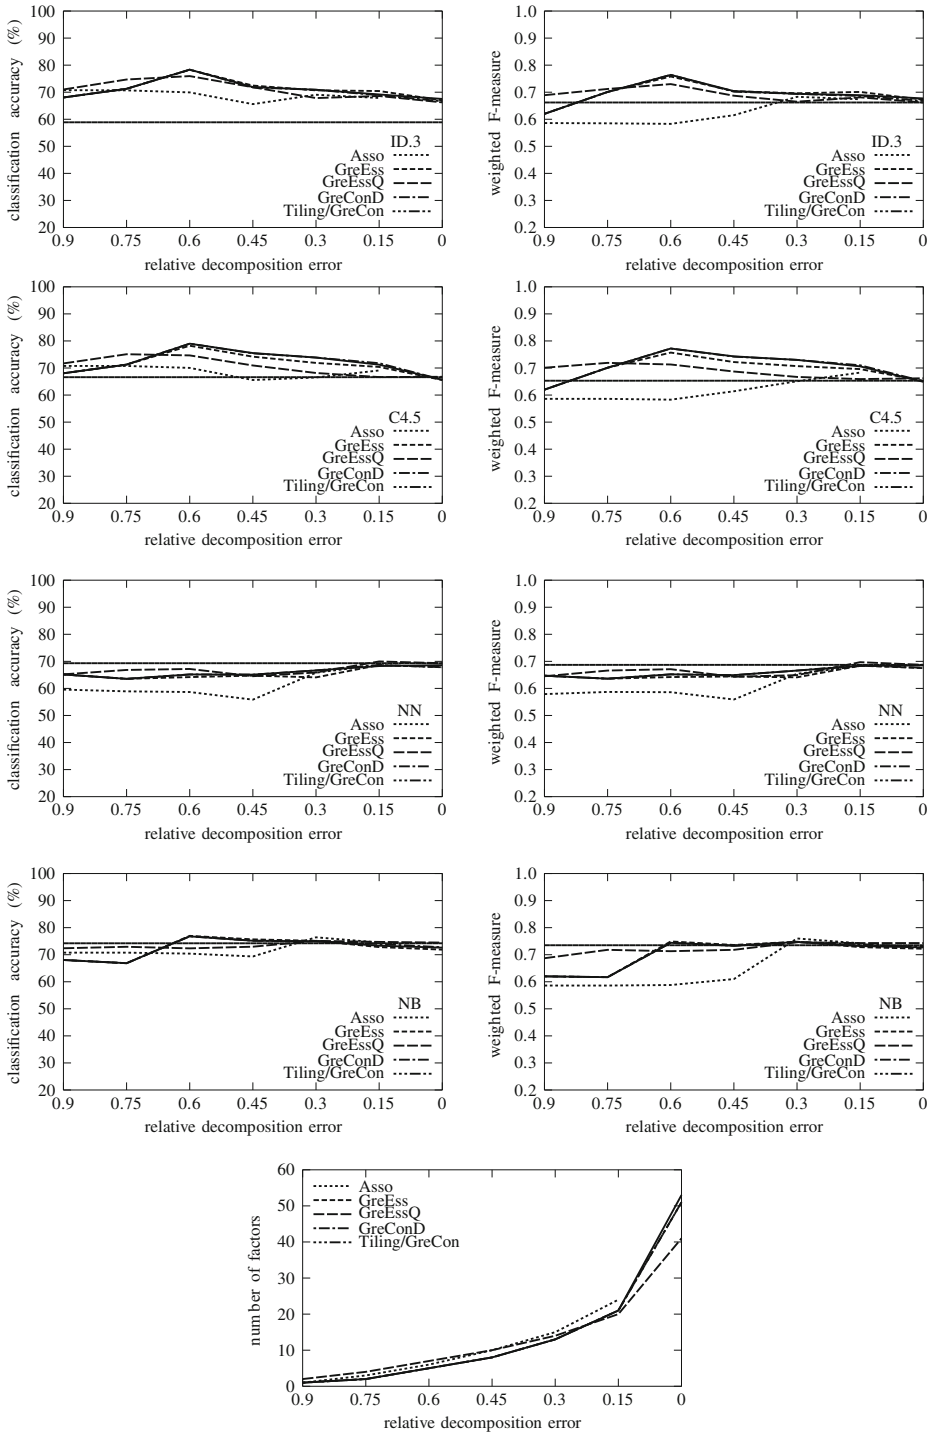 classification accuracy (%)
100
90
80
70
60
50
40
30
20
ID.3
Asso
GreEss
GreEssQ
GreConD
Tiling/GreCon
0.9 0.75 0.6 0.45 0.3 0.15 0
relative decomposition error
weighted F-measure
1.0
0.9
0.8
0.7
0.6
0.5
0.4
0.3
0.2
ID.3
Asso
GreEss
GreEssQ
GreConD
Tiling/GreCon
0.9 0.75 0.6 0.45 0.3 0.15 0
relative decomposition error
classification accuracy (%)
100
90
80
70
60
50
40
30
20
C4.5
Asso
GreEss
GreEssQ
GreConD
Tiling/GreCon
0.9 0.75 0.6 0.45 0.3 0.15 0
relative decomposition error
weighted F-measure
1.0
0.9
0.8
0.7
0.6
0.5
0.4
0.3
0.2
C4.5
Asso
GreEss
GreEssQ
GreConD
Tiling/GreCon
0.9 0.75 0.6 0.45 0.3 0.15 0
relative decomposition error
classification accuracy (%)
100
90
80
70
60
50
40
30
20
NN
Asso
GreEss
GreEssQ
GreConD
Tiling/GreCon
0.9 0.75 0.6 0.45 0.3 0.15 0
relative decomposition error
weighted F-measure
1.0
0.9
0.8
0.7
0.6
0.5
0.4
0.3
0.2
NN
Asso
GreEss
GreEssQ
GreConD
Tiling/GreCon
0.9 0.75 0.6 0.45 0.3 0.15 0
relative decomposition error
classification accuracy (%)
100
90
80
70
60
50
40
30
20
NB
Asso
GreEss
GreEssQ
GreConD
Tiling/GreCon
0.9 0.75 0.6 0.45 0.3 0.15 0
relative decomposition error
weighted F-measure
1.0
0.9
0.8
0.7
0.6
0.5
0.4
0.3
0.2
NB
Asso
GreEss
GreEssQ
GreConD
Tiling/GreCon
0.9 0.75 0.6 0.45 0.3 0.15 0
relative decomposition error
number of factors
60
50
40
30
20
10
0
Asso
GreEss
GreEssQ
GreConD
Tiling/GreCon
0.9 0.75 0.6 0.45 0.3 0.15 0
relative decomposition error